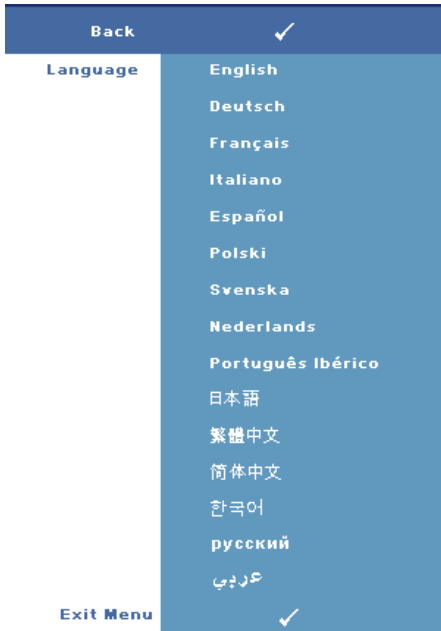 Back
Language English
Deutsch
Français
Italiano
Español
Polski
Svenska
Nederlands
Português Ibérico
日本語
繁體中文
简体中文
한국어
русский
عربي
Exit Menu